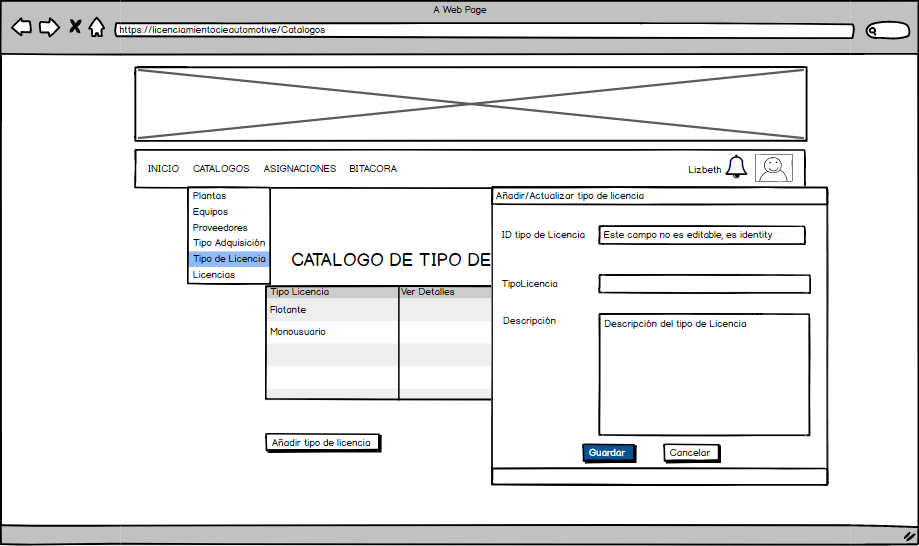 A Web Page
https://licenciamientocieautomotive/Catalogos
INICIO CATALOGOS ASIGNACIONES BITACORA Lizbeth
Plantas
Equipos
Proveedores
Tipo Adquisición
Tipo de Licencia
Licencias
CATALOGO DE TIPO DE
Tipo Licencia Ver Detalles
Flotante
Monousuario
Añadir tipo de licencia
Añadir/Actualizar tipo de licencia
ID tipo de Licencia Este campo no es editable, es identity
TipoLicencia
Descripción Descripción del tipo de Licencia
Guardar Cancelar